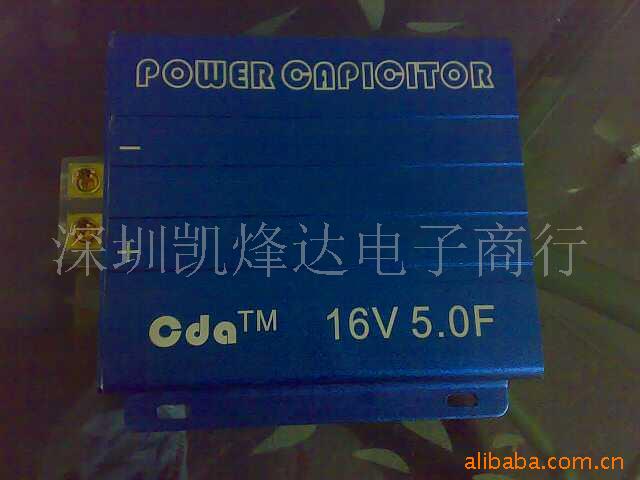 POWER CAPICITOR
−
+
深圳凯烽达电子商行
Cda™ 16V 5.0F
alibaba.com.cn